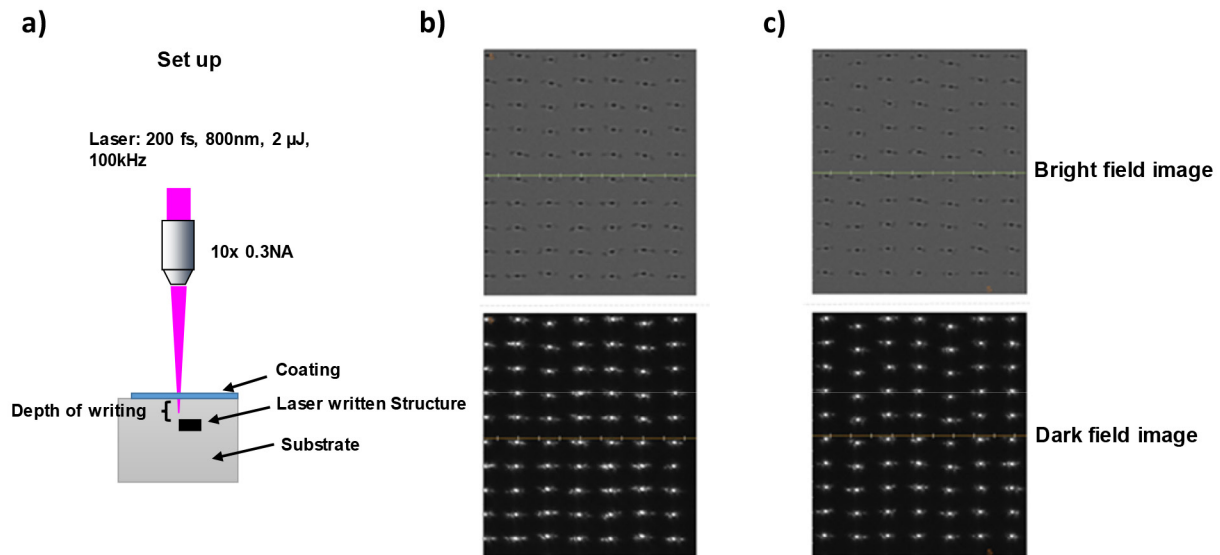 a)
Set up
Laser: 200 fs, 800nm, 2 µJ,
100kHz
10x 0.3NA
Coating
Depth of writing {
Laser written Structure
Substrate
b)
c)
Bright field image
Dark field image